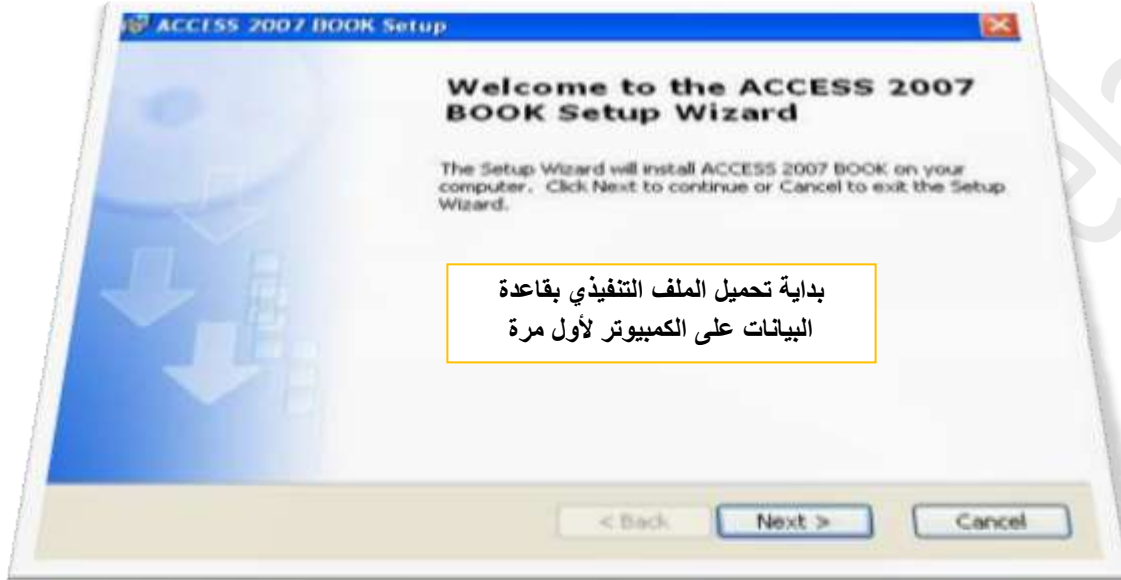 ACCESS 2007 BOOK Setup
Welcome to the ACCESS 2007
BOOK Setup Wizard
The Setup Wizard will install ACCESS 2007 BOOK on your
computer. Click Next to continue or Cancel to exit the Setup
Wizard.
بداية تحميل الملف التنفيذي بقاعدة
البيانات على الكمبيوتر لأول مرة
< Back
Next >
Cancel